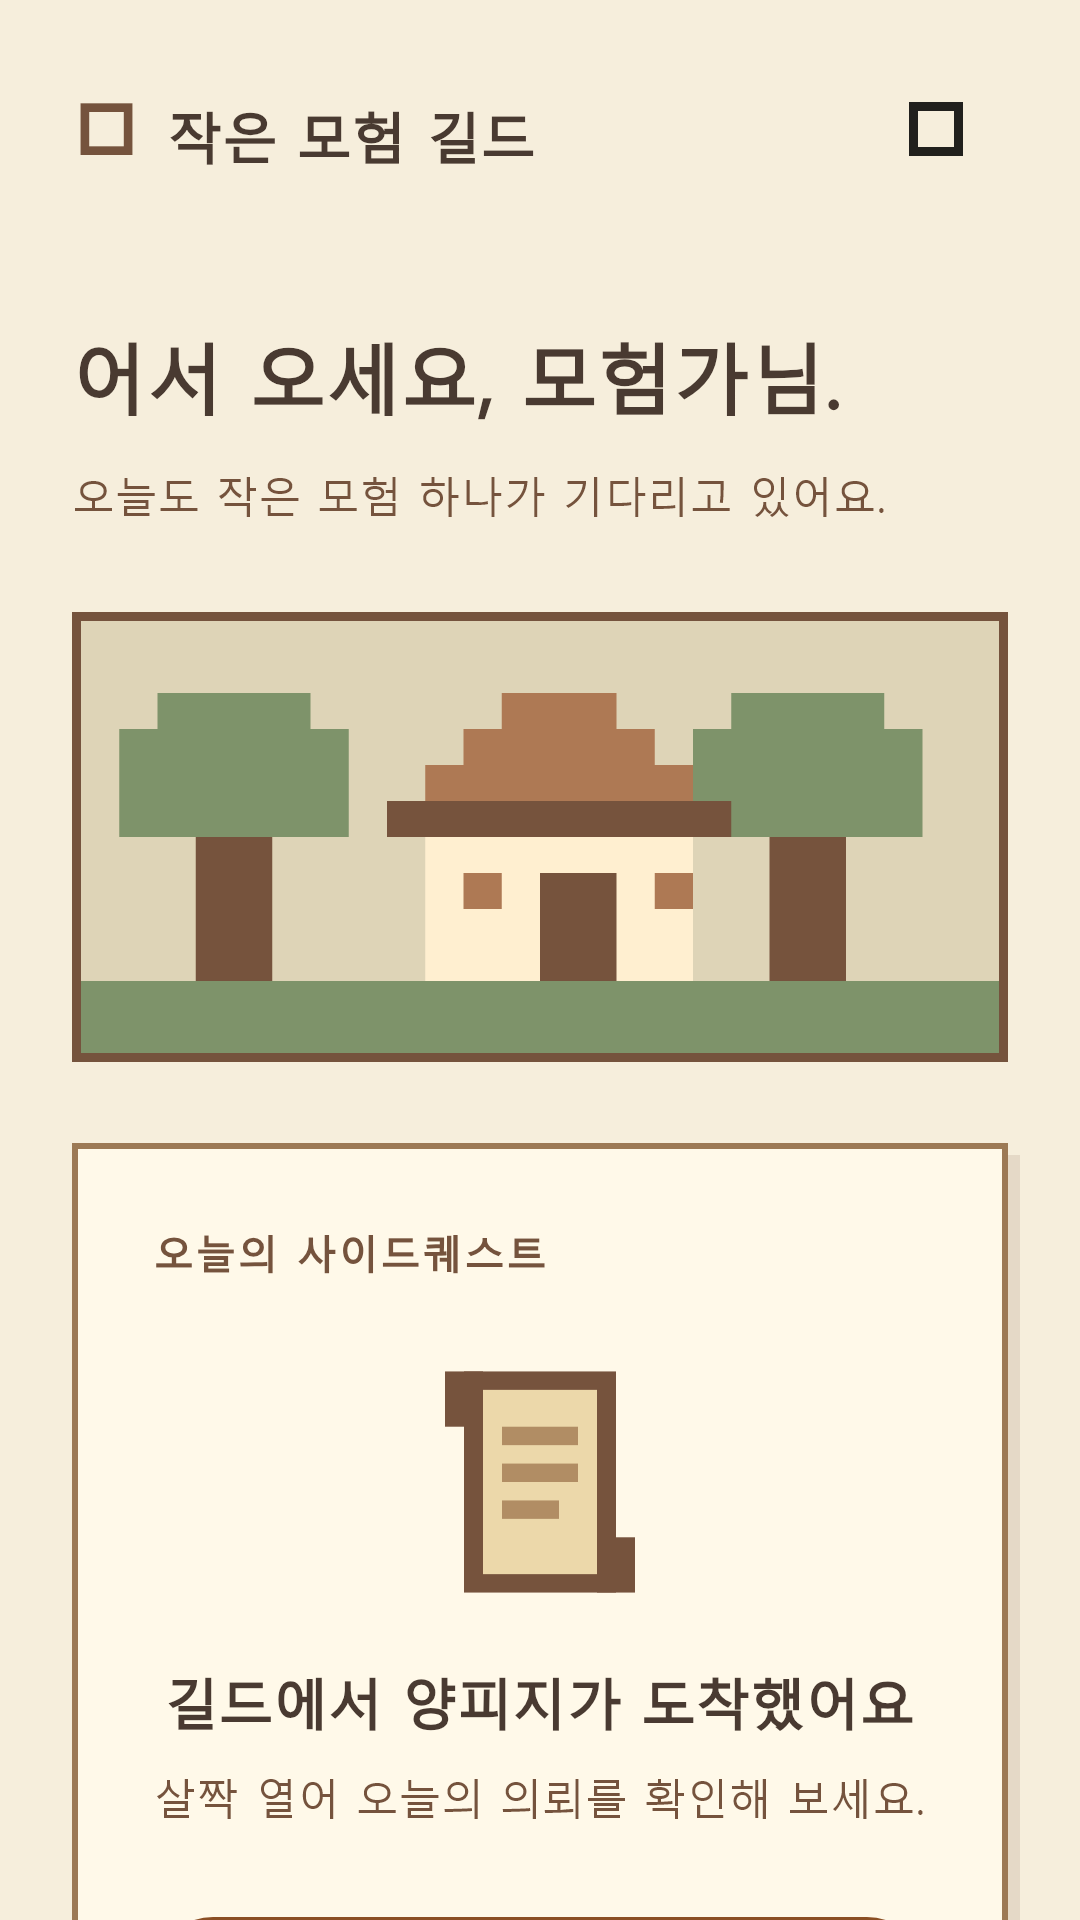 작은 모험 길드
어서 오세요, 모험가님.
오늘도 작은 모험 하나가 기다리고 있어요.
오늘의 사이드퀘스트
길드에서 양피지가 도착했어요
살짝 열어 오늘의 의뢰를 확인해 보세요.